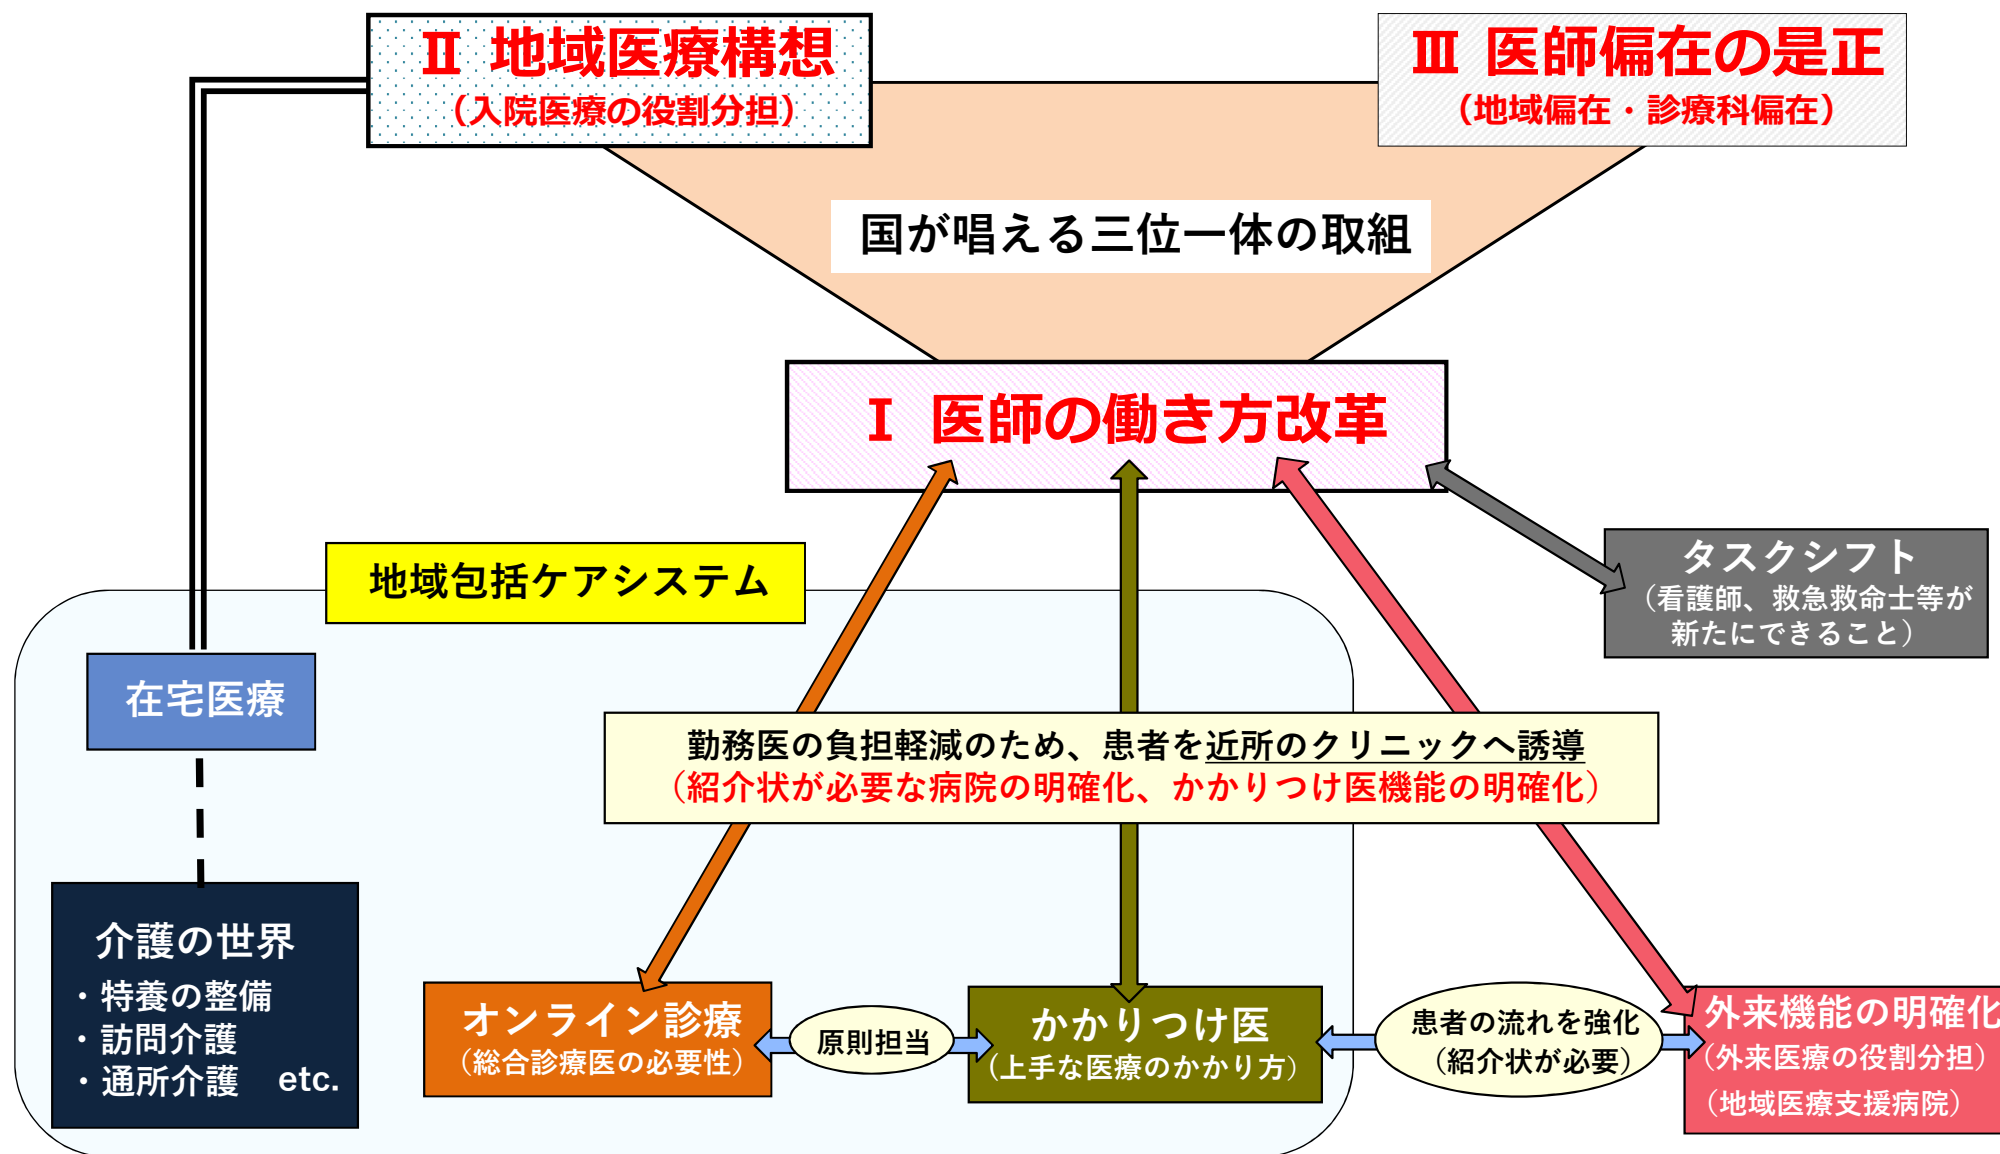 Ⅱ 地域医療構想
（入院医療の役割分担）
Ⅲ 医師偏在の是正
（地域偏在・診療科偏在）
国が唱える三位一体の取組
Ⅰ 医師の働き方改革
地域包括ケアシステム
タスクシフト
（看護師、救急救命士等が
新たにできること）
在宅医療
勤務医の負担軽減のため、患者を近所のクリニックへ誘導
（紹介状が必要な病院の明確化、かかりつけ医機能の明確化）
介護の世界
・特養の整備
・訪問介護
・通所介護 etc.
オンライン診療
（総合診療医の必要性）
原則担当
かかりつけ医
（上手な医療のかかり方）
患者の流れを強化
（紹介状が必要）
外来機能の明確化
（外来医療の役割分担）
（地域医療支援病院）